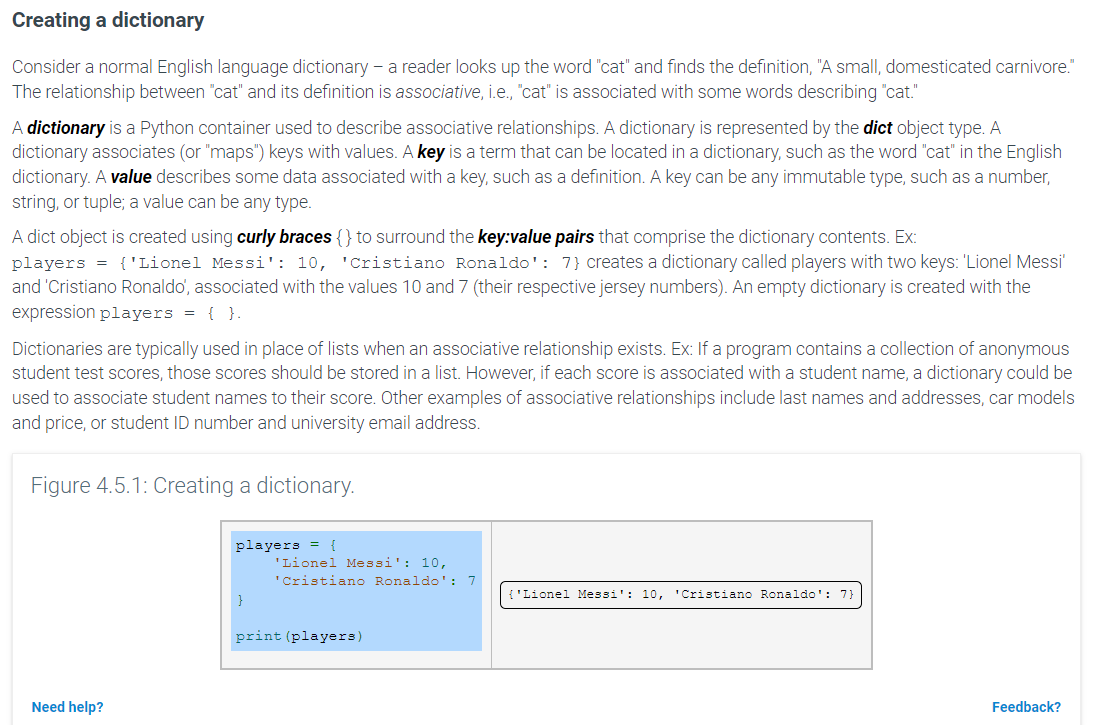 Creating a dictionary
Consider a normal English language dictionary – a reader looks up the word "cat" and finds the definition, "A small, domesticated carnivore."
The relationship between "cat" and its definition is associative, i.e., "cat" is associated with some words describing "cat."
A dictionary is a Python container used to describe associative relationships. A dictionary is represented by the dict object type. A
dictionary associates (or "maps") keys with values. A key is a term that can be located in a dictionary, such as the word "cat" in the English
dictionary. A value describes some data associated with a key, such as a definition. A key can be any immutable type, such as a number,
string, or tuple; a value can be any type.
A dict object is created using curly braces { } to surround the key:value pairs that comprise the dictionary contents. Ex:
players = {'Lionel Messi': 10, 'Cristiano Ronaldo': 7} creates a dictionary called players with two keys: 'Lionel Messi'
and 'Cristiano Ronaldo', associated with the values 10 and 7 (their respective jersey numbers). An empty dictionary is created with the
expression players = { }.
Dictionaries are typically used in place of lists when an associative relationship exists. Ex: If a program contains a collection of anonymous
student test scores, those scores should be stored in a list. However, if each score is associated with a student name, a dictionary could be
used to associate student names to their score. Other examples of associative relationships include last names and addresses, car models
and price, or student ID number and university email address.
Figure 4.5.1: Creating a dictionary.
players = {
    'Lionel Messi': 10,
    'Cristiano Ronaldo': 7
}
print(players)
{'Lionel Messi': 10, 'Cristiano Ronaldo': 7}
Need help?
Feedback?